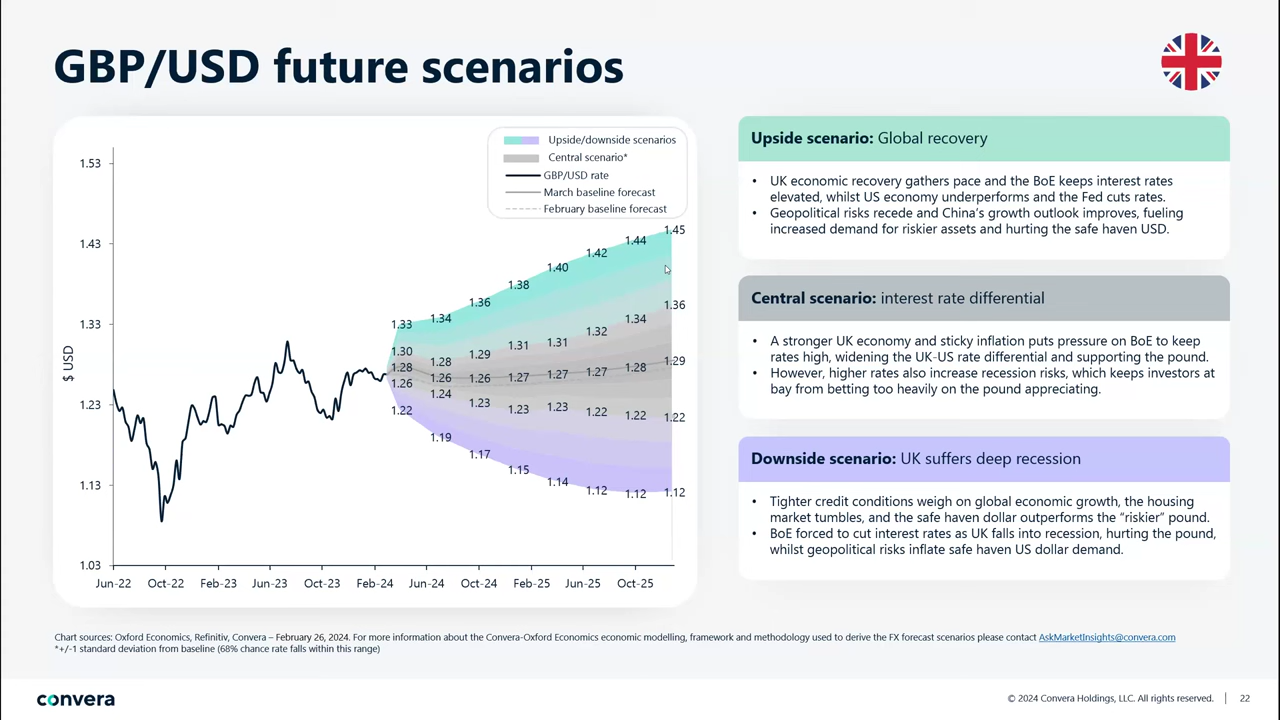 GBP/USD future scenarios
Upside/downside scenarios
Central scenario*
GBP/USD rate
March baseline forecast
February baseline forecast
$ USD
1.53
1.43
1.33
1.23
1.13
1.03
1.33 1.34 1.36 1.38 1.40 1.42 1.44 1.45
1.30 1.28 1.29 1.31 1.31 1.32 1.34 1.36
1.28 1.26 1.26 1.27 1.27 1.27 1.28 1.29
1.26 1.24 1.23 1.23 1.23 1.22 1.22 1.22
1.22 1.19 1.17 1.15 1.14 1.12 1.12 1.12
Jun-22 Oct-22 Feb-23 Jun-23 Oct-23 Feb-24 Jun-24 Oct-24 Feb-25 Jun-25 Oct-25
Upside scenario: Global recovery
• UK economic recovery gathers pace and the BoE keeps interest rates
elevated, whilst US economy underperforms and the Fed cuts rates.
• Geopolitical risks recede and China's growth outlook improves, fueling
increased demand for riskier assets and hurting the safe haven USD.
Central scenario: interest rate differential
• A stronger UK economy and sticky inflation puts pressure on BoE to keep
rates high, widening the UK-US rate differential and supporting the pound.
• However, higher rates also increase recession risks, which keeps investors at
bay from betting too heavily on the pound appreciating.
Downside scenario: UK suffers deep recession
• Tighter credit conditions weigh on global economic growth, the housing
market tumbles, and the safe haven dollar outperforms the "riskier" pound.
• BoE forced to cut interest rates as UK falls into recession, hurting the pound,
whilst geopolitical risks inflate safe haven US dollar demand.
Chart sources: Oxford Economics, Refinitiv, Convera – February 26, 2024. For more information about the Convera-Oxford Economics economic modelling, framework and methodology used to derive the FX forecast scenarios please contact AskMarketInsights@convera.com
*+/-1 standard deviation from baseline (68% chance rate falls within this range)
convera
© 2024 Convera Holdings, LLC. All rights reserved. | 22